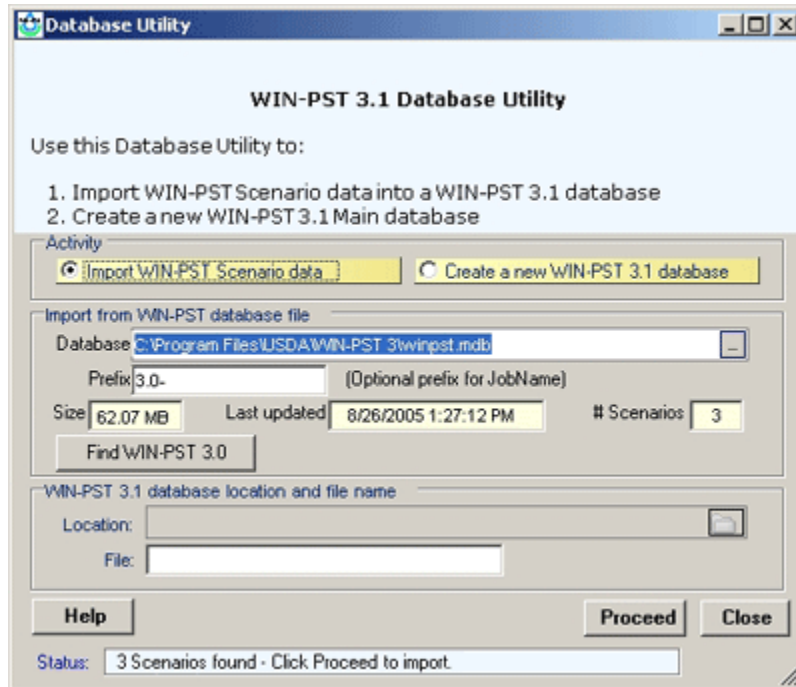 Database Utility
WIN-PST 3.1 Database Utility
Use this Database Utility to:
1. Import WIN-PST Scenario data into a WIN-PST 3.1 database
2. Create a new WIN-PST 3.1 Main database
Activity
Import WIN-PST Scenario data
Create a new WIN-PST 3.1 database
Import from WIN-PST database file
Database C:\Program Files\USDA\WIN-PST 3\winpst.mdb ...
Prefix 3.0- (Optional prefix for JobName)
Size 62.07 MB Last updated 8/26/2005 1:27:12 PM # Scenarios 3
Find WIN-PST 3.0
WIN-PST 3.1 database location and file name
Location:
File:
Help Proceed Close
Status: 3 Scenarios found - Click Proceed to import.